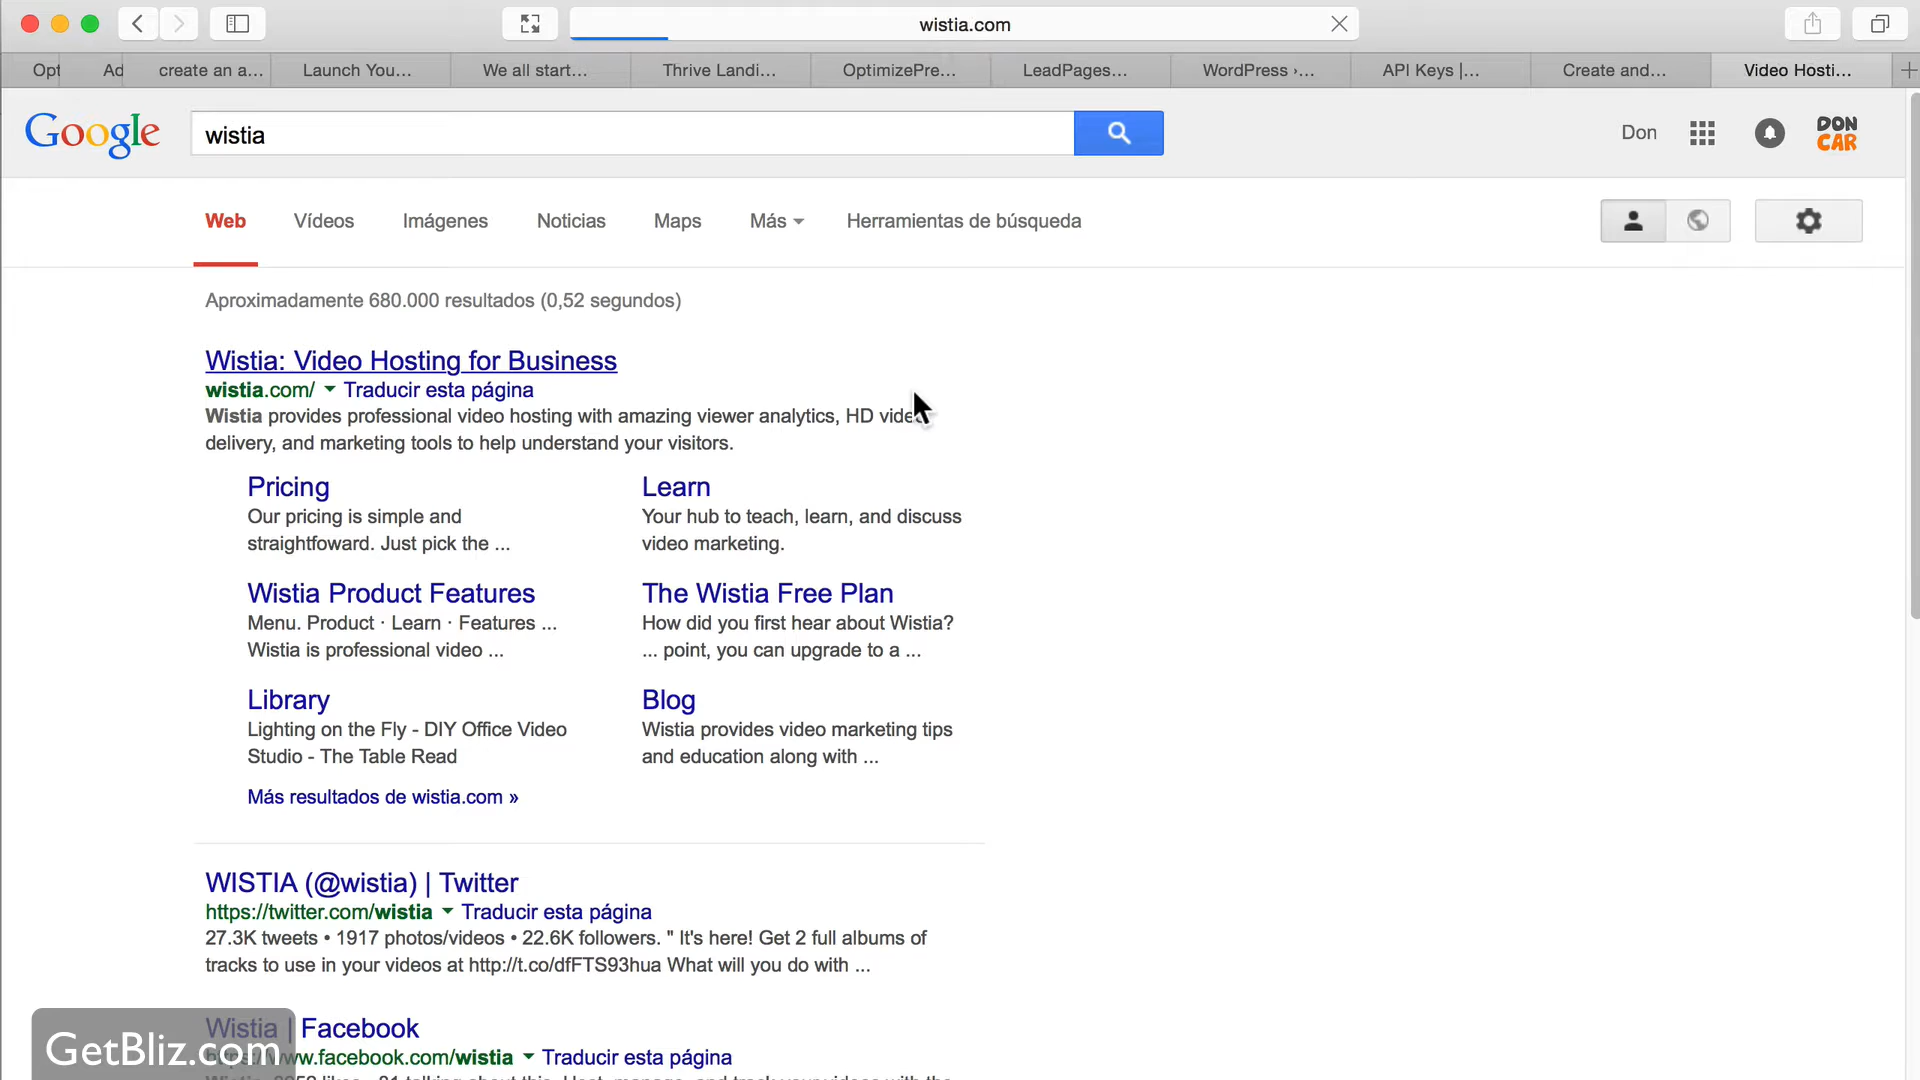 wistia.com
Opt
Ad
create an a...
Launch You...
We all start...
Thrive Landi...
OptimizePre...
LeadPages...
WordPress ›...
API Keys |...
Create and...
Video Hosti...
Google
wistia
Don
DON CAR
Web
Vídeos
Imágenes
Noticias
Maps
Más
Herramientas de búsqueda
Aproximadamente 680.000 resultados (0,52 segundos)
Wistia: Video Hosting for Business
wistia.com/ Traducir esta página
Wistia provides professional video hosting with amazing viewer analytics, HD video
delivery, and marketing tools to help understand your visitors.
Pricing
Our pricing is simple and
straightfoward. Just pick the ...
Learn
Your hub to teach, learn, and discuss
video marketing.
Wistia Product Features
Menu. Product · Learn · Features ...
Wistia is professional video ...
The Wistia Free Plan
How did you first hear about Wistia?
... point, you can upgrade to a ...
Library
Lighting on the Fly - DIY Office Video
Studio - The Table Read
Blog
Wistia provides video marketing tips
and education along with ...
Más resultados de wistia.com »
WISTIA (@wistia) | Twitter
https://twitter.com/wistia Traducir esta página
27.3K tweets • 1917 photos/videos • 22.6K followers. " It's here! Get 2 full albums of
tracks to use in your videos at http://t.co/dfFTS93hua What will you do with ...
Wistia | Facebook
https://www.facebook.com/wistia Traducir esta página
GetBliz.com